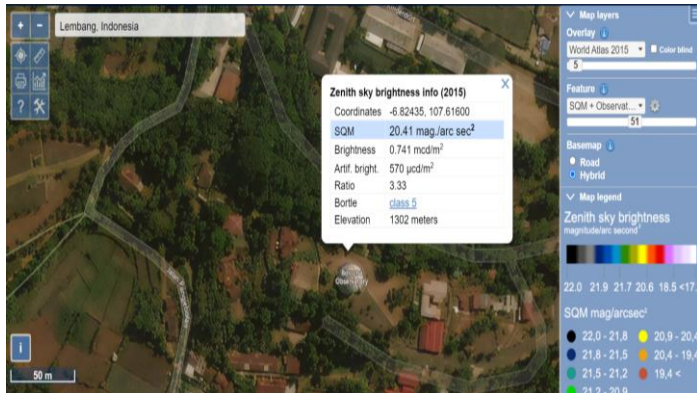 + −
Lembang, Indonesia
?
Zenith sky brightness info (2015)
X
Coordinates -6.82435, 107.61600
SQM 20.41 mag./arc sec²
Brightness 0.741 mcd/m²
Artif. bright. 570 μcd/m²
Ratio 3.33
Bortle class 5
Elevation 1302 meters
Observatory
i
50 m
Map layers
Overlay i
World Atlas 2015 Color blind
5
Feature i
SQM + Observat...
51
Basemap i
Road
Hybrid
Map legend
Zenith sky brightness
magnitude/arc second²
22.0 21.9 21.7 20.6 18.5 <17.
SQM mag/arcsec²
22,0 - 21,8 20,9 - 20,4
21,8 - 21,5 20,4 - 19,4
21,5 - 21,2 19,4 <
21,2 - 20,9